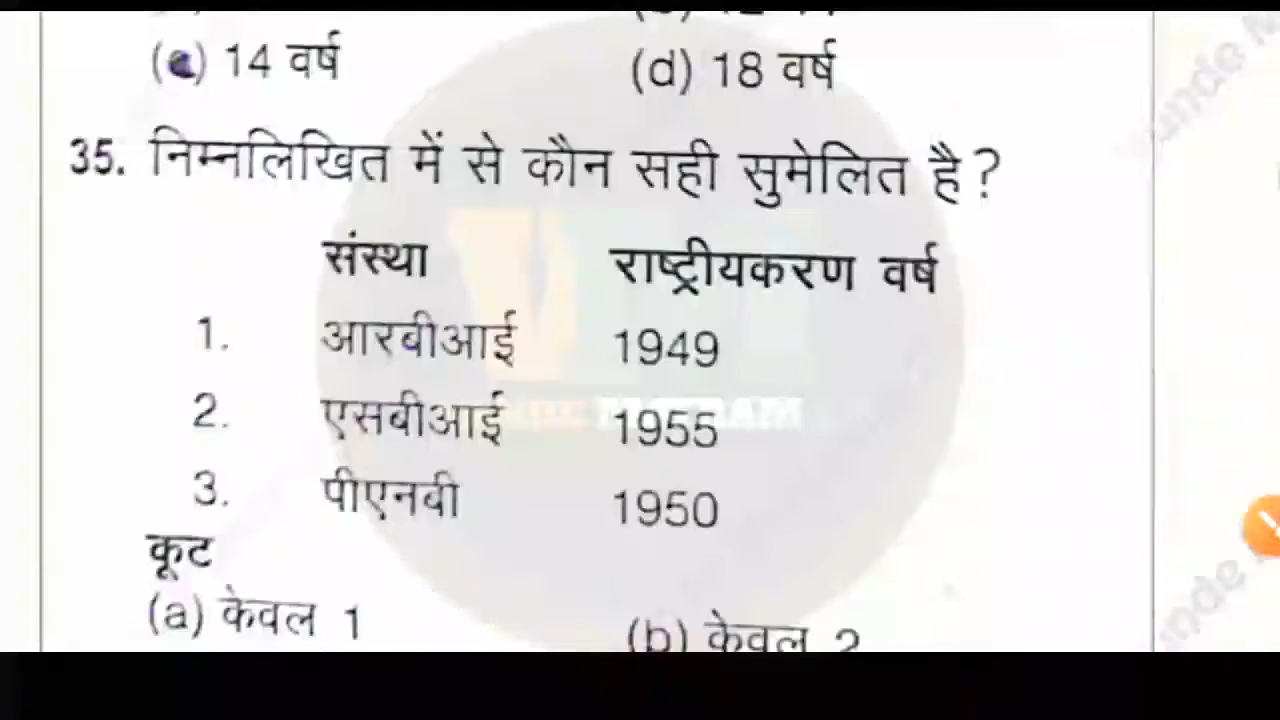 (c) 14 वर्ष (d) 18 वर्ष
35. निम्नलिखित में से कौन सही सुमेलित है?
संस्था राष्ट्रीयकरण वर्ष
1. आरबीआई 1949
2. एसबीआई 1955
3. पीएनबी 1950
कूट
(a) केवल 1 (b) केवल 2